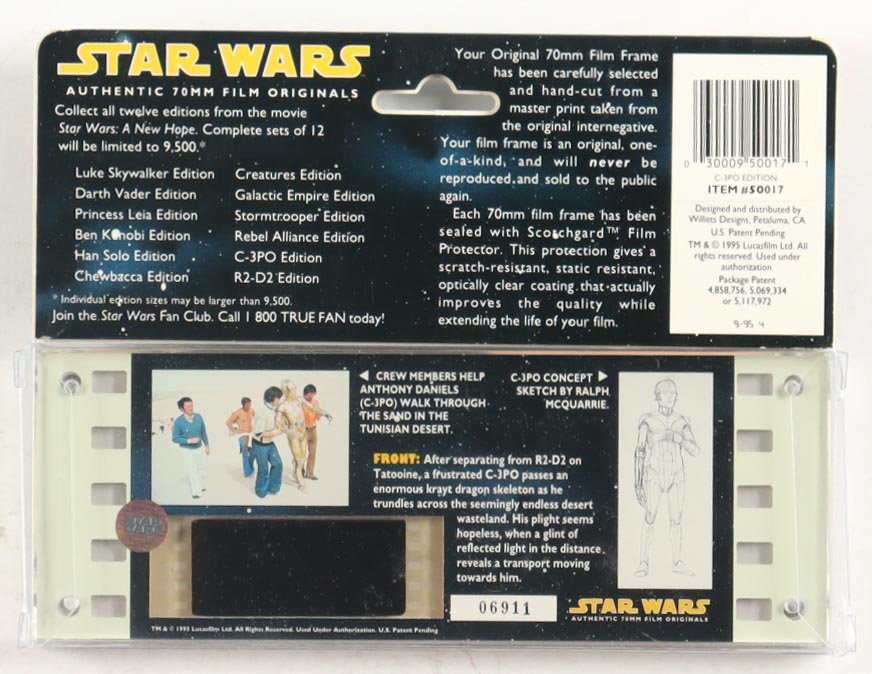 STAR WARS
AUTHENTIC 70MM FILM ORIGINALS
Collect all twelve editions from the movie
Star Wars: A New Hope. Complete sets of 12
will be limited to 9,500.*
Luke Skywalker Edition
Darth Vader Edition
Princess Leia Edition
Ben Kenobi Edition
Han Solo Edition
Chewbacca Edition
Creatures Edition
Galactic Empire Edition
Stormtrooper Edition
Rebel Alliance Edition
C-3PO Edition
R2-D2 Edition
* Individual edition sizes may be larger than 9,500.
Join the Star Wars Fan Club. Call 1 800 TRUE FAN today!
Your Original 70mm Film Frame
has been carefully selected
and hand-cut from a
master print taken from
the original internegative.
Your film frame is an original, one-
of-a-kind, and will never be
reproduced and sold to the public
again.
Each 70mm film frame has been
sealed with Scotchgard™ Film
Protector. This protection gives a
scratch-resistant, static resistant,
optically clear coating that actually
improves the quality while
extending the life of your film.
0 30009 50017 1
C-3PO EDITION
ITEM #50017
Designed and distributed by
Willitts Designs, Petaluma, CA.
U.S. Patent Pending
TM & © 1995 Lucasfilm Ltd. All
rights reserved. Used under
authorization.
Package Patent
4,858,756, 5,069,334
or 5,117,972
9-95 4
◀ CREW MEMBERS HELP
ANTHONY DANIELS
(C-3PO) WALK THROUGH
THE SAND IN THE
TUNISIAN DESERT.
C-3PO CONCEPT ▶
SKETCH BY RALPH
MCQUARRIE.
FRONT: After separating from R2-D2 on
Tatooine, a frustrated C-3PO passes an
enormous krayt dragon skeleton as he
trundles across the seemingly endless desert
wasteland. His plight seems
hopeless, when a glint of
reflected light in the distance
reveals a transport moving
towards him.
STAR WARS
06911
STAR WARS
AUTHENTIC 70MM FILM ORIGINALS
TM & © 1995 Lucasfilm Ltd. All Rights Reserved. Used Under Authorization. U.S. Patent Pending